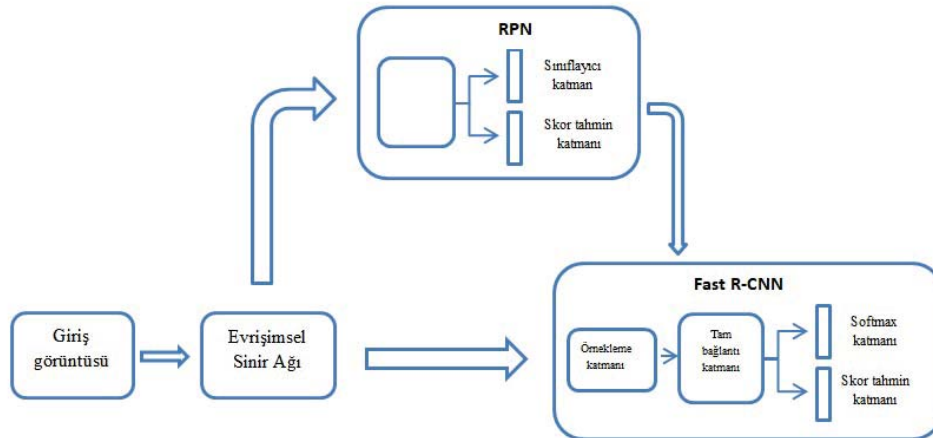 RPN
Sınıflayıcı
katman
Skor tahmin
katmanı
Fast R-CNN
Giriş
görüntüsü
Evrişimsel
Sinir Ağı
Örnekleme
katmanı
Tam
bağlantı
katmanı
Softmax
katmanı
Skor tahmin
katmanı